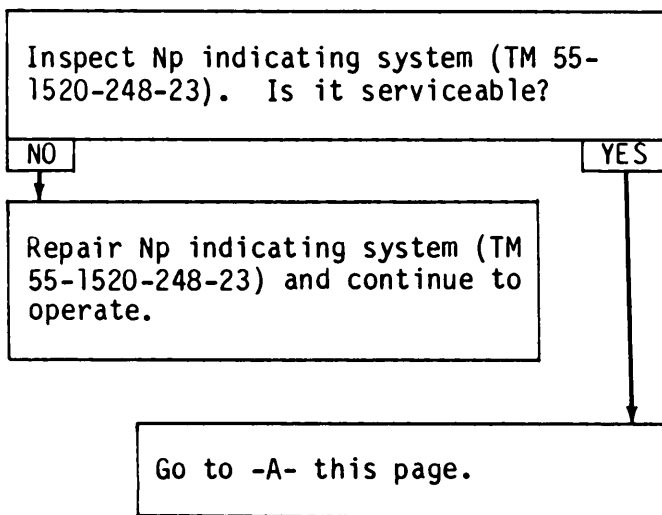 Inspect Np indicating system (TM 55-
1520-248-23).  Is it serviceable?
NO
YES
Repair Np indicating system (TM
55-1520-248-23) and continue to
operate.
Go to -A- this page.